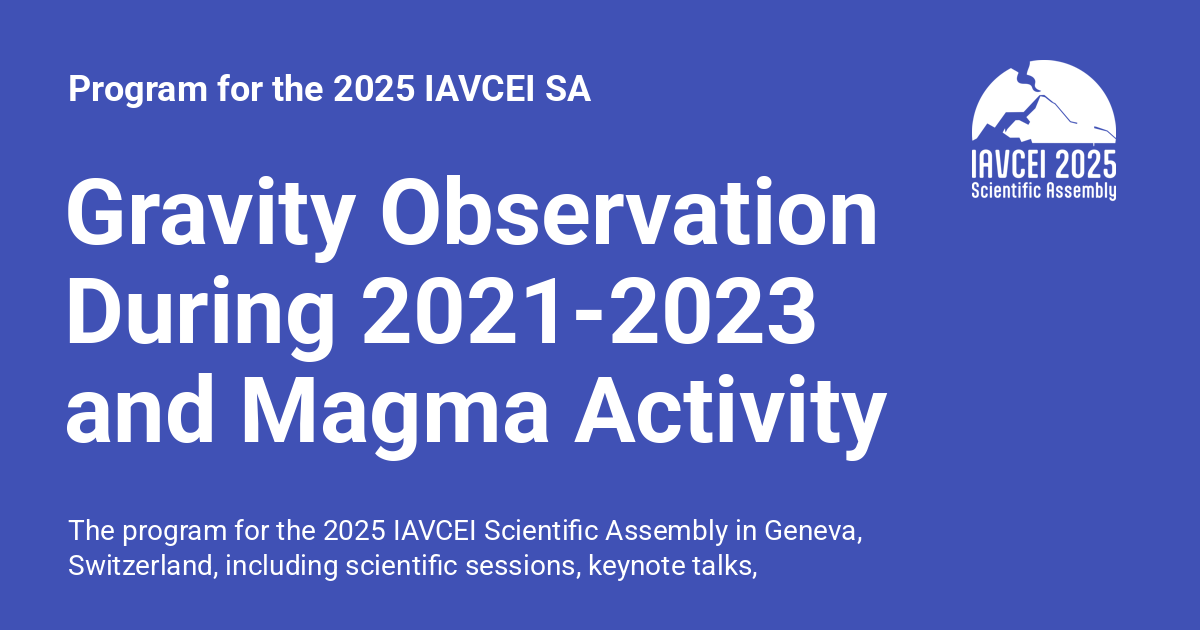 Program for the 2025 IAVCEI SA
IAVCEI 2025
Scientific Assembly
Gravity Observation
During 2021-2023
and Magma Activity
The program for the 2025 IAVCEI Scientific Assembly in Geneva,
Switzerland, including scientific sessions, keynote talks,